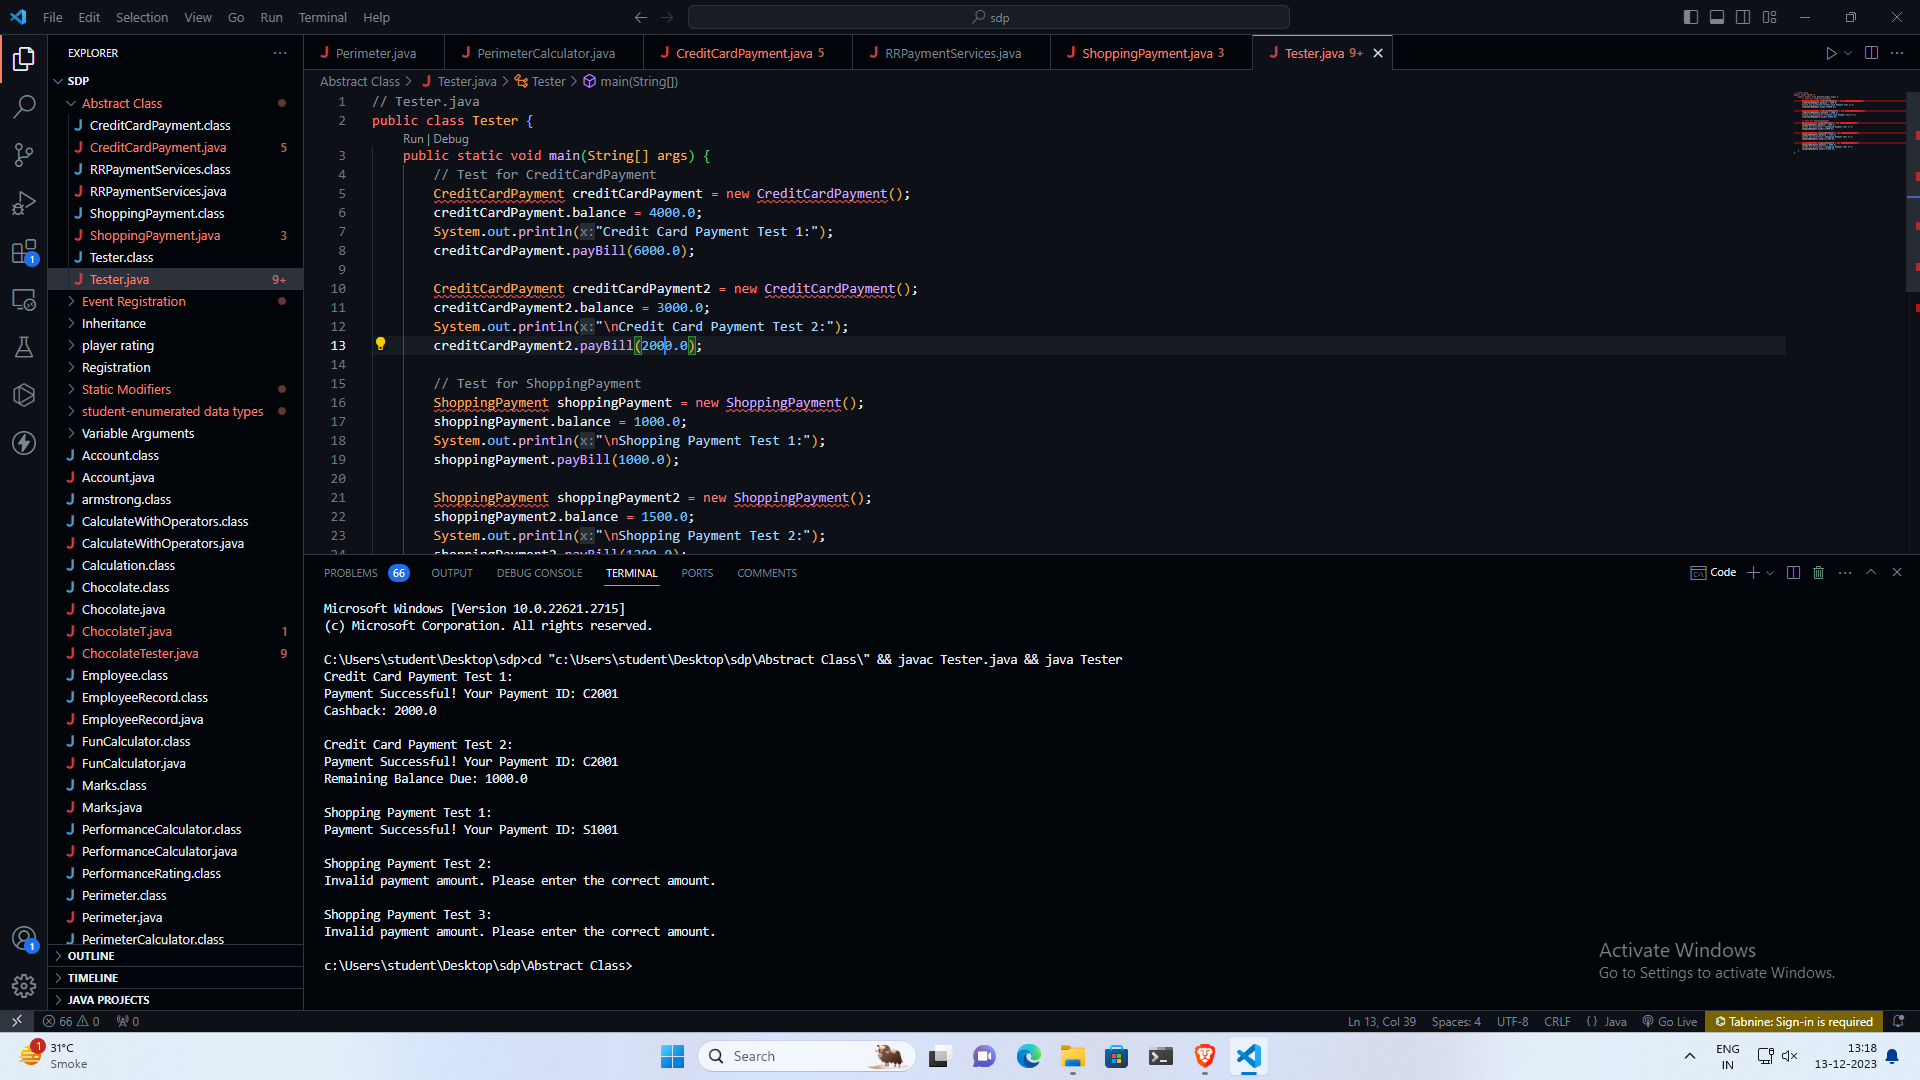 File Edit Selection View Go Run Terminal Help
sdp
EXPLORER
SDP
Abstract Class
CreditCardPayment.class
CreditCardPayment.java 5
RRPaymentServices.class
RRPaymentServices.java
ShoppingPayment.class
ShoppingPayment.java 3
Tester.class
Tester.java 9+
Event Registration
Inheritance
player rating
Registration
Static Modifiers
student-enumerated data types
Variable Arguments
Account.class
Account.java
armstrong.class
CalculateWithOperators.class
CalculateWithOperators.java
Calculation.class
Chocolate.class
Chocolate.java
ChocolateT.java 1
ChocolateTester.java 9
Employee.class
EmployeeRecord.class
EmployeeRecord.java
FunCalculator.class
FunCalculator.java
Marks.class
Marks.java
PerformanceCalculator.class
PerformanceCalculator.java
PerformanceRating.class
Perimeter.class
Perimeter.java
PerimeterCalculator.class
OUTLINE
TIMELINE
JAVA PROJECTS
Perimeter.java PerimeterCalculator.java CreditCardPayment.java 5 RRPaymentServices.java ShoppingPayment.java 3 Tester.java 9+
Abstract Class > Tester.java > Tester > main(String[])
1 // Tester.java
2 public class Tester {
Run | Debug
3 public static void main(String[] args) {
4 // Test for CreditCardPayment
5 CreditCardPayment creditCardPayment = new CreditCardPayment();
6 creditCardPayment.balance = 4000.0;
7 System.out.println(x:"Credit Card Payment Test 1:");
8 creditCardPayment.payBill(6000.0);
9
10 CreditCardPayment creditCardPayment2 = new CreditCardPayment();
11 creditCardPayment2.balance = 3000.0;
12 System.out.println(x:"\nCredit Card Payment Test 2:");
13 creditCardPayment2.payBill(2000.0);
14
15 // Test for ShoppingPayment
16 ShoppingPayment shoppingPayment = new ShoppingPayment();
17 shoppingPayment.balance = 1000.0;
18 System.out.println(x:"\nShopping Payment Test 1:");
19 shoppingPayment.payBill(1000.0);
20
21 ShoppingPayment shoppingPayment2 = new ShoppingPayment();
22 shoppingPayment2.balance = 1500.0;
23 System.out.println(x:"\nShopping Payment Test 2:");
24 shoppingPayment2.payBill(1200.0);
PROBLEMS 66 OUTPUT DEBUG CONSOLE TERMINAL PORTS COMMENTS
Code
Microsoft Windows [Version 10.0.22621.2715]
(c) Microsoft Corporation. All rights reserved.
C:\Users\student\Desktop\sdp>cd "c:\Users\student\Desktop\sdp\Abstract Class\" && javac Tester.java && java Tester
Credit Card Payment Test 1:
Payment Successful! Your Payment ID: C2001
Cashback: 2000.0
Credit Card Payment Test 2:
Payment Successful! Your Payment ID: C2001
Remaining Balance Due: 1000.0
Shopping Payment Test 1:
Payment Successful! Your Payment ID: S1001
Shopping Payment Test 2:
Invalid payment amount. Please enter the correct amount.
Shopping Payment Test 3:
Invalid payment amount. Please enter the correct amount.
c:\Users\student\Desktop\sdp\Abstract Class>
Activate Windows
Go to Settings to activate Windows.
66 0 0
Ln 13, Col 39 Spaces: 4 UTF-8 CRLF { } Java Go Live Tabnine: Sign-in is required
1
1
1
31°C
Smoke
Search
ENG
IN
13:18
13-12-2023